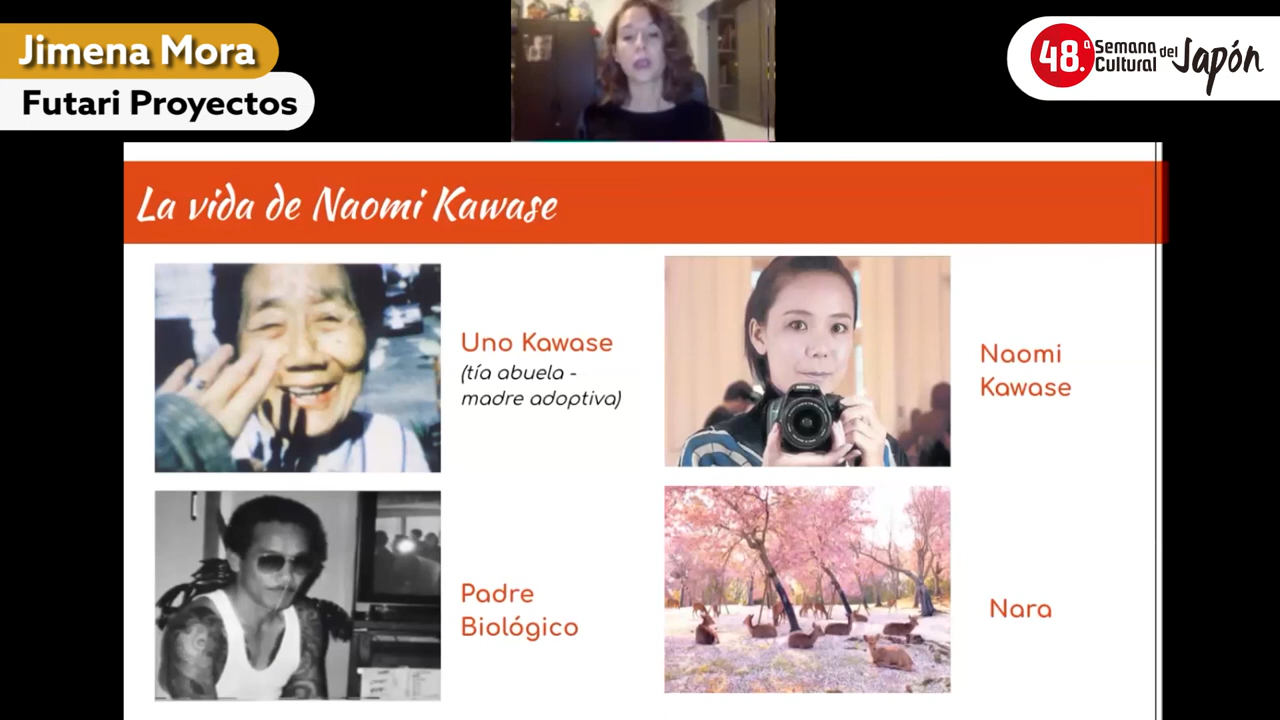 Jimena Mora
Futari Proyectos
48.ª
Semana
Cultural
del
Japón
La vida de Naomi Kawase
Uno Kawase
(tía abuela -
madre adoptiva)
Naomi
Kawase
Padre
Biológico
Nara